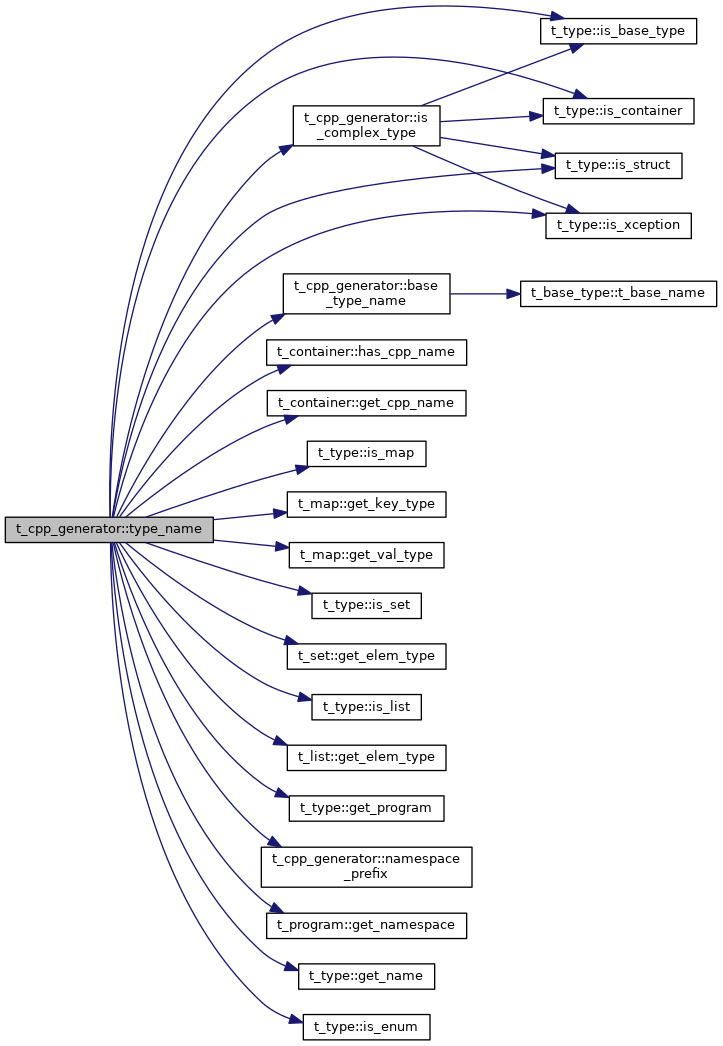 t_type::is_base_type
t_type::is_container
t_cpp_generator::is
_complex_type
t_type::is_struct
t_type::is_xception
t_cpp_generator::base
_type_name
t_base_type::t_base_name
t_container::has_cpp_name
t_container::get_cpp_name
t_type::is_map
t_map::get_key_type
t_cpp_generator::type_name
t_map::get_val_type
t_type::is_set
t_set::get_elem_type
t_type::is_list
t_list::get_elem_type
t_type::get_program
t_cpp_generator::namespace
_prefix
t_program::get_namespace
t_type::get_name
t_type::is_enum